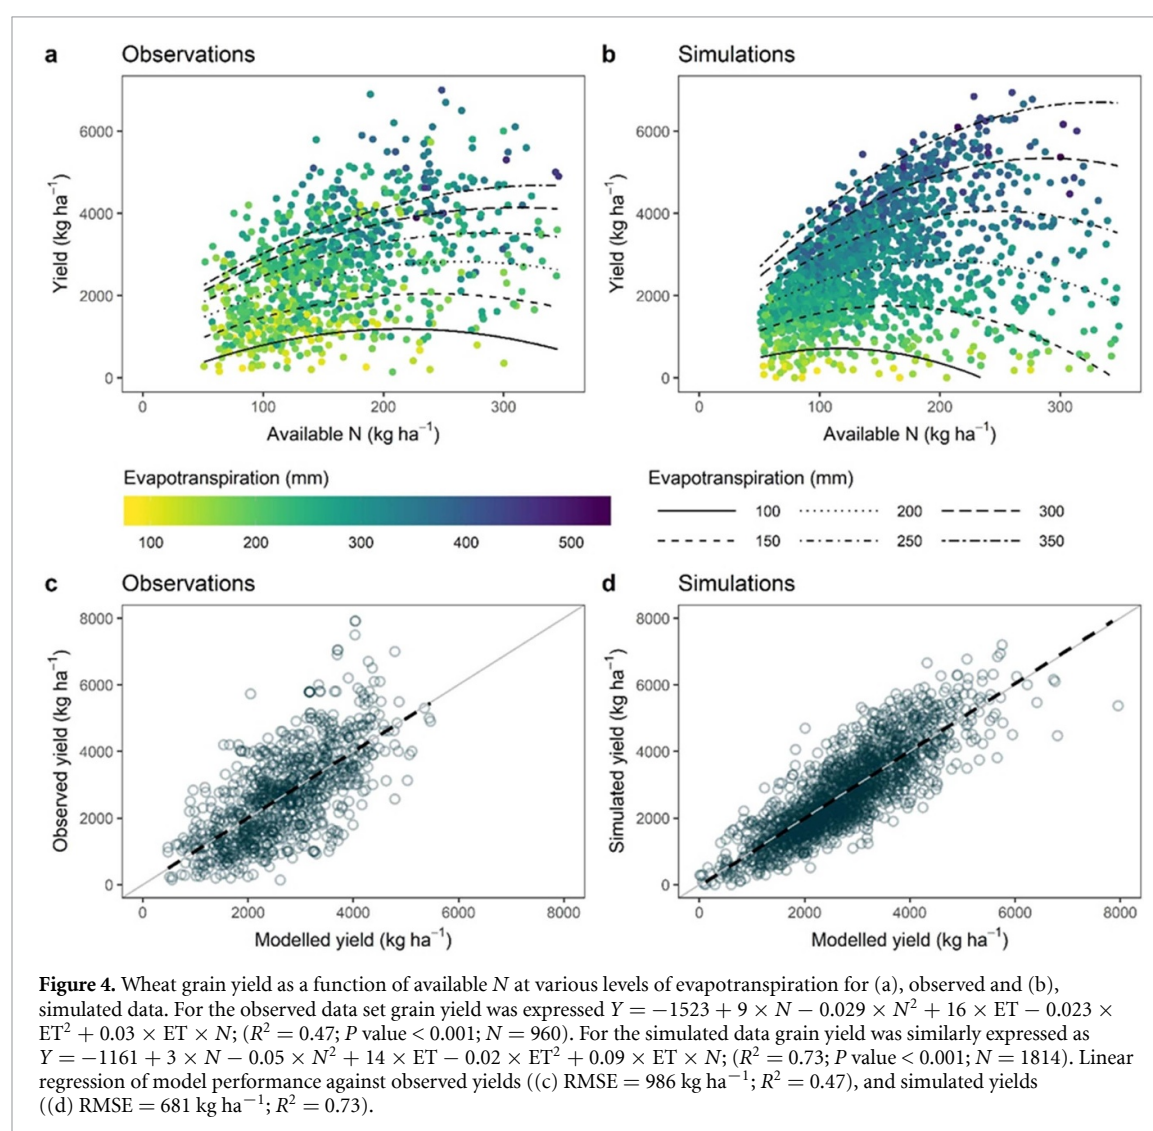 a Observations
b Simulations
6000
4000
2000
0
Yield (kg ha−1)
0 100 200 300
Available N (kg ha−1)
6000
4000
2000
0
Yield (kg ha−1)
0 100 200 300
Available N (kg ha−1)
Evapotranspiration (mm)
100 200 300 400 500
Evapotranspiration (mm)
100 200 300
150 250 350
c Observations
d Simulations
8000
6000
4000
2000
0
Observed yield (kg ha−1)
0 2000 4000 6000 8000
Modelled yield (kg ha−1)
8000
6000
4000
2000
0
Simulated yield (kg ha−1)
0 2000 4000 6000 8000
Modelled yield (kg ha−1)
Figure 4. Wheat grain yield as a function of available N at various levels of evapotranspiration for (a), observed and (b),
simulated data. For the observed data set grain yield was expressed Y = −1523 + 9 × N − 0.029 × N² + 16 × ET − 0.023 ×
ET² + 0.03 × ET × N; (R² = 0.47; P value < 0.001; N = 960). For the simulated data grain yield was similarly expressed as
Y = −1161 + 3 × N − 0.05 × N² + 14 × ET − 0.02 × ET² + 0.09 × ET × N; (R² = 0.73; P value < 0.001; N = 1814). Linear
regression of model performance against observed yields ((c) RMSE = 986 kg ha−1; R² = 0.47), and simulated yields
((d) RMSE = 681 kg ha−1; R² = 0.73).